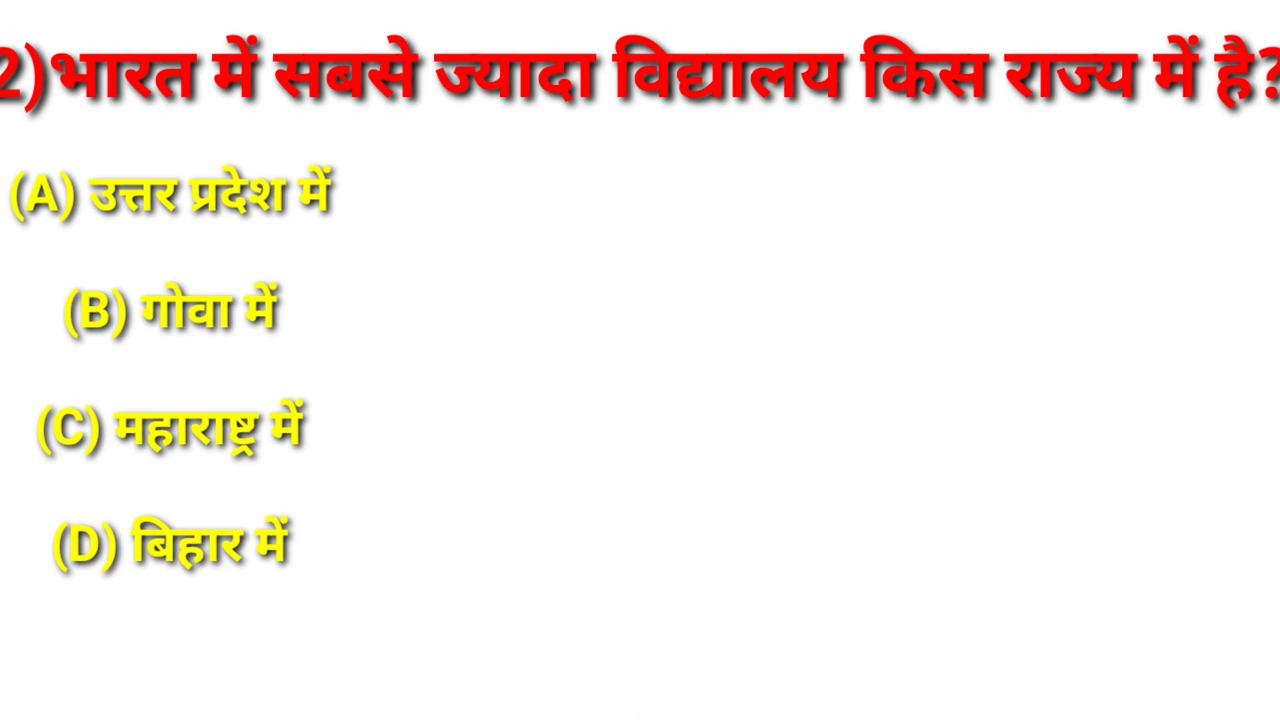 2)भारत में सबसे ज्यादा विद्यालय किस राज्य में है?
(A) उत्तर प्रदेश में
(B) गोवा में
(C) महाराष्ट्र में
(D) बिहार में